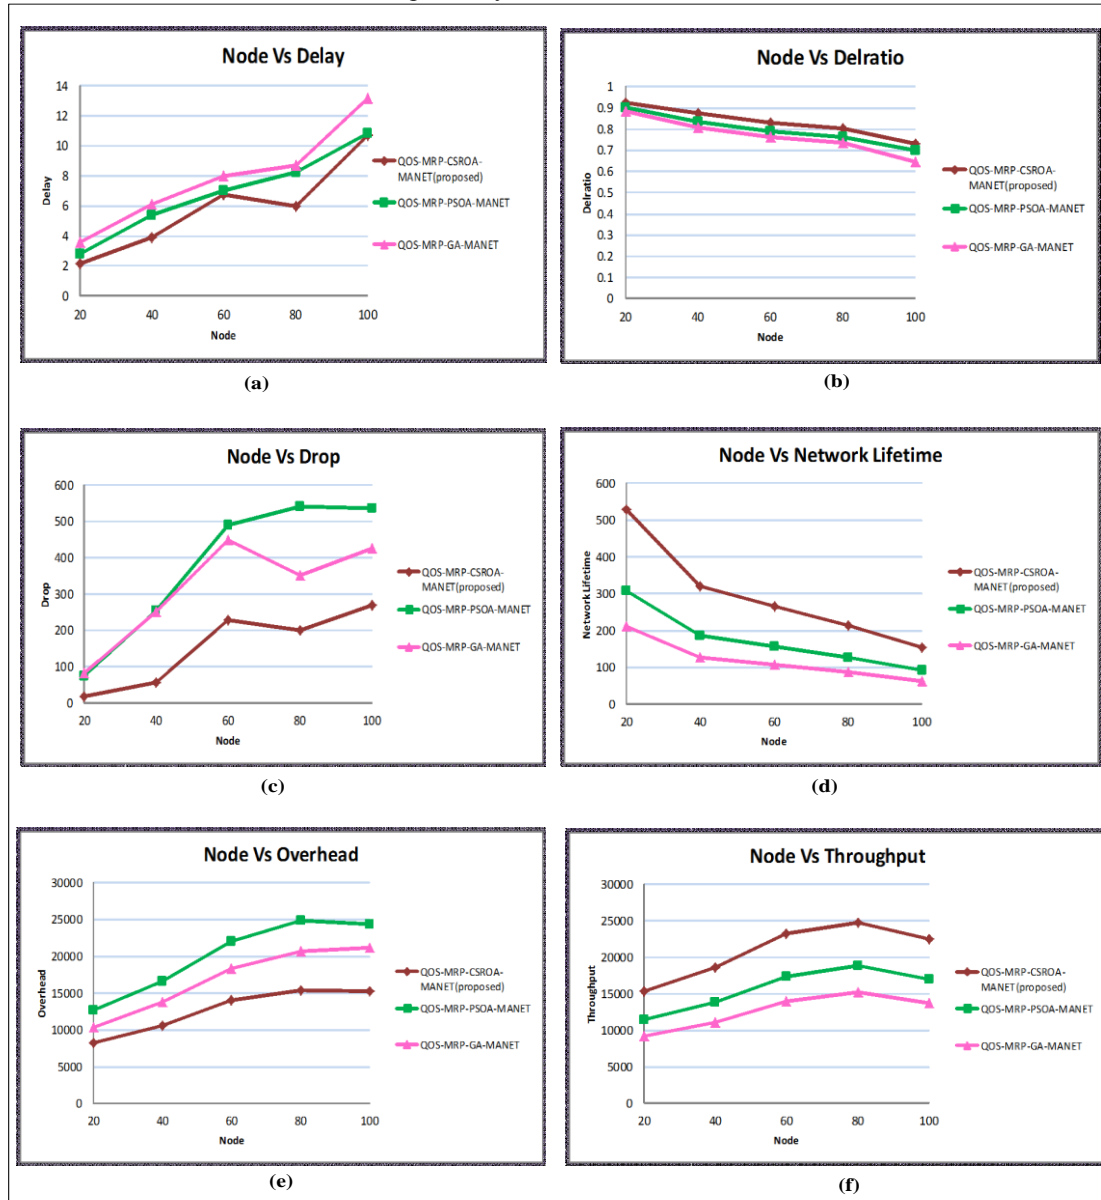 Node Vs Delay
Delay
14
12
10
8
6
4
2
0
20 40 60 80 100
Node
QOS-MRP-CSROA-
MANET(proposed)
QOS-MRP-PSOA-MANET
QOS-MRP-GA-MANET
(a)
Node Vs Delratio
Delratio
1
0.9
0.8
0.7
0.6
0.5
0.4
0.3
0.2
0.1
0
20 40 60 80 100
Node
QOS-MRP-CSROA-
MANET(proposed)
QOS-MRP-PSOA-MANET
QOS-MRP-GA-MANET
(b)
Node Vs Drop
Drop
600
500
400
300
200
100
0
20 40 60 80 100
Node
QOS-MRP-CSROA-
MANET(proposed)
QOS-MRP-PSOA-MANET
QOS-MRP-GA-MANET
(c)
Node Vs Network Lifetime
Network Lifetime
600
500
400
300
200
100
0
20 40 60 80 100
Node
QOS-MRP-CSROA-
MANET(proposed)
QOS-MRP-PSOA-MANET
QOS-MRP-GA-MANET
(d)
Node Vs Overhead
Overhead
30000
25000
20000
15000
10000
5000
0
20 40 60 80 100
Node
QOS-MRP-CSROA-
MANET(proposed)
QOS-MRP-PSOA-MANET
QOS-MRP-GA-MANET
(e)
Node Vs Throughput
Throughput
30000
25000
20000
15000
10000
5000
0
20 40 60 80 100
Node
QOS-MRP-CSROA-
MANET(proposed)
QOS-MRP-PSOA-MANET
QOS-MRP-GA-MANET
(f)